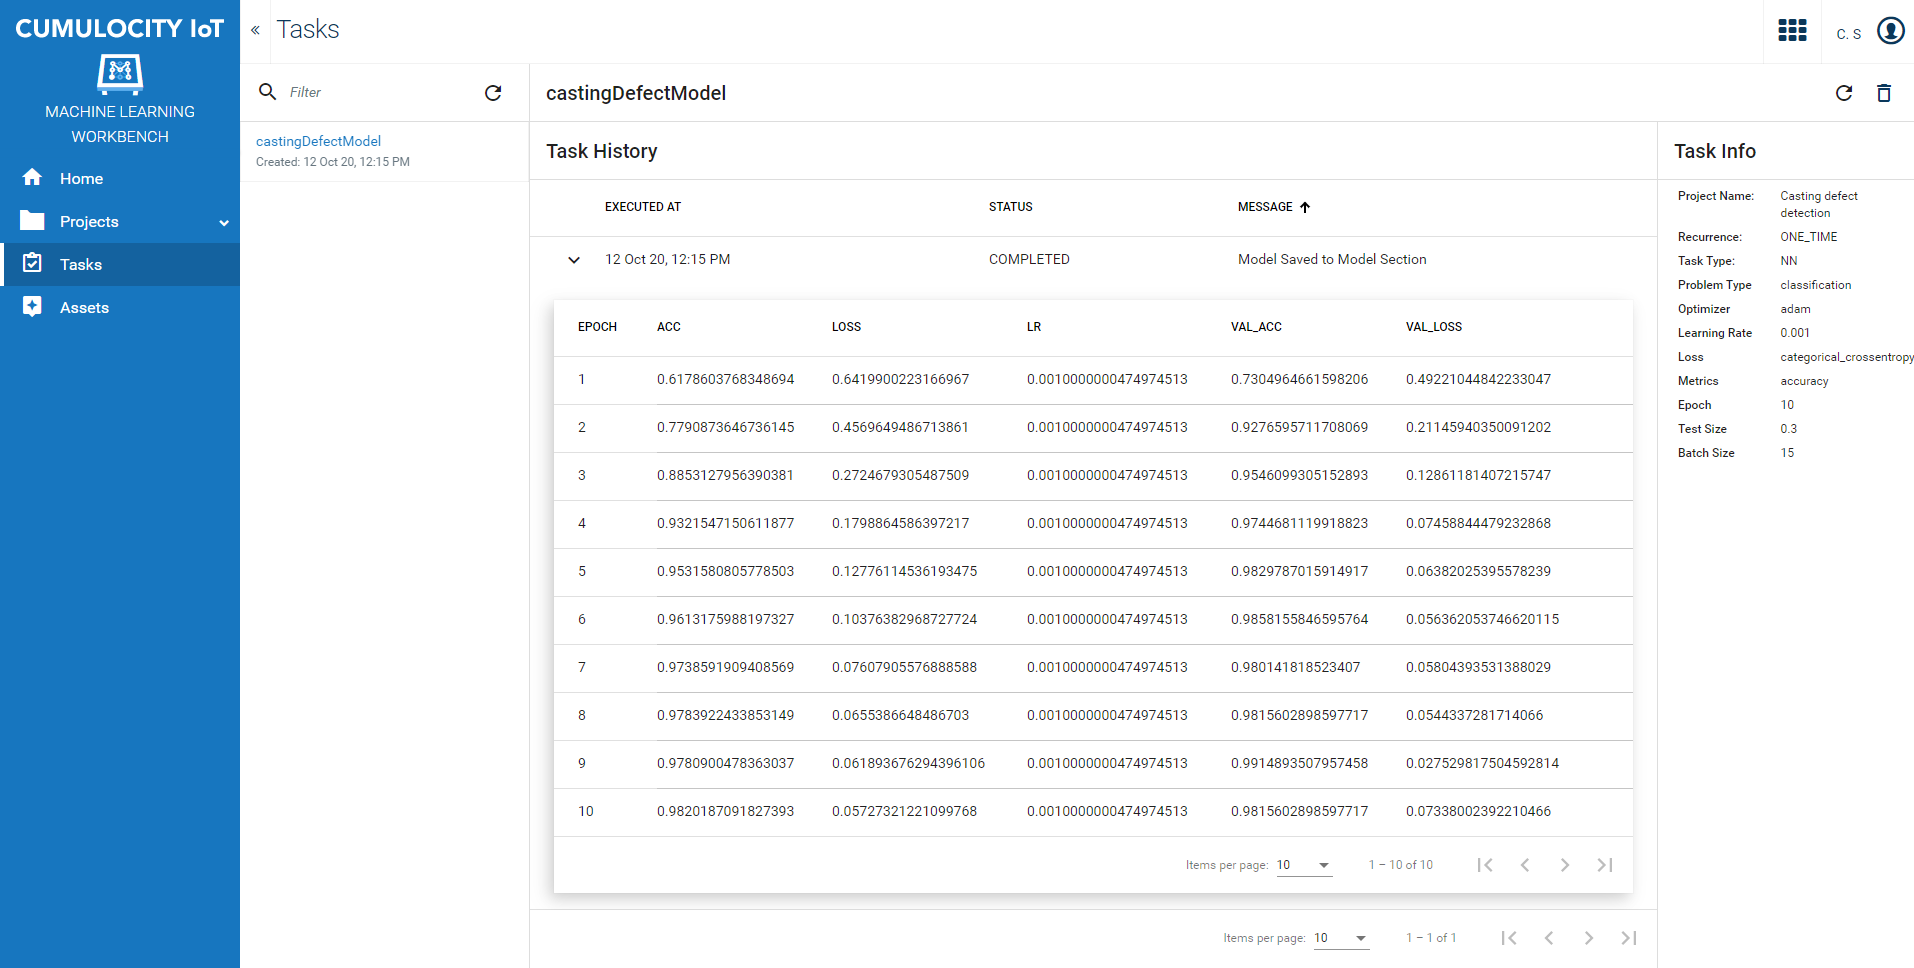 CUMULOCITY IoT
MACHINE LEARNING
WORKBENCH
Home
Projects
Tasks
Assets
« Tasks
C. S
Filter
castingDefectModel
Created: 12 Oct 20, 12:15 PM
castingDefectModel
Task History
EXECUTED AT STATUS MESSAGE
12 Oct 20, 12:15 PM COMPLETED Model Saved to Model Section
EPOCH ACC LOSS LR VAL_ACC VAL_LOSS
1 0.6178603768348694 0.6419900223166967 0.0010000000474974513 0.7304964661598206 0.49221044842233047
2 0.7790873646736145 0.4569649486713861 0.0010000000474974513 0.9276595711708069 0.21145940350091202
3 0.8853127956390381 0.2724679305487509 0.0010000000474974513 0.9546099305152893 0.12861181407215747
4 0.9321547150611877 0.1798864586397217 0.0010000000474974513 0.9744681119918823 0.07458844479232868
5 0.9531580805778503 0.12776114536193475 0.0010000000474974513 0.9829787015914917 0.06382025395578239
6 0.9613175988197327 0.10376382968727724 0.0010000000474974513 0.9858155846595764 0.056362053746620115
7 0.9738591909408569 0.07607905576888588 0.0010000000474974513 0.980141818523407 0.05804393531388029
8 0.9783922433853149 0.0655386648486703 0.0010000000474974513 0.9815602898597717 0.0544337281714066
9 0.9780900478363037 0.061893676294396106 0.0010000000474974513 0.9914893507957458 0.027529817504592814
10 0.9820187091827393 0.05727321221099768 0.0010000000474974513 0.9815602898597717 0.07338002392210466
Items per page: 10 1 – 10 of 10
Items per page: 10 1 – 1 of 1
Task Info
Project Name: Casting defect
detection
Recurrence: ONE_TIME
Task Type: NN
Problem Type classification
Optimizer adam
Learning Rate 0.001
Loss categorical_crossentropy
Metrics accuracy
Epoch 10
Test Size 0.3
Batch Size 15